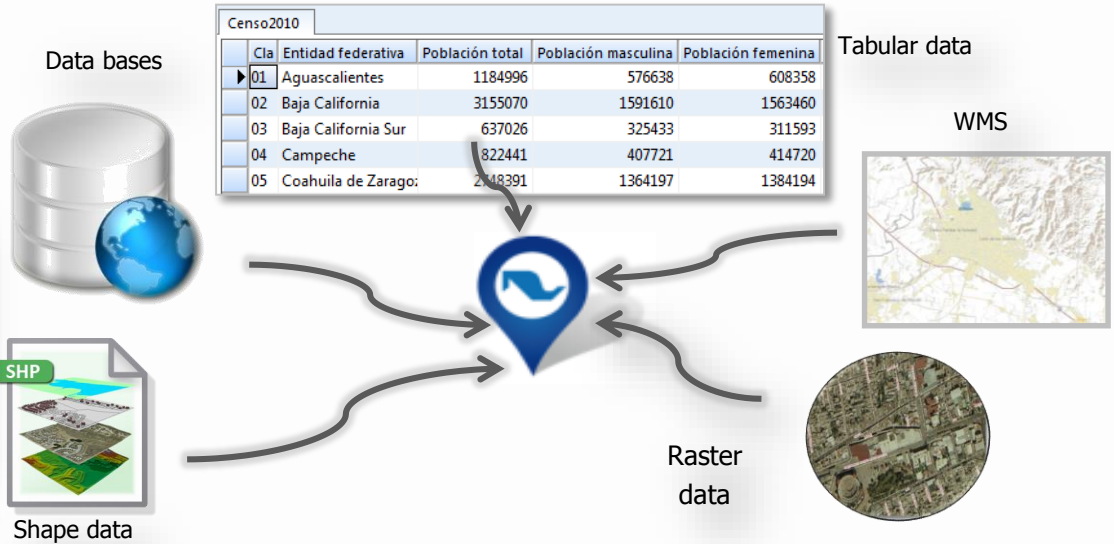 Censo2010
Cla Entidad federativa Población total Población masculina Población femenina
01 Aguascalientes 1184996 576638 608358
02 Baja California 3155070 1591610 1563460
03 Baja California Sur 637026 325433 311593
04 Campeche 822441 407721 414720
05 Coahuila de Zarago 2748391 1364197 1384194
Data bases
Tabular data
WMS
SHP
Shape data
Raster
data